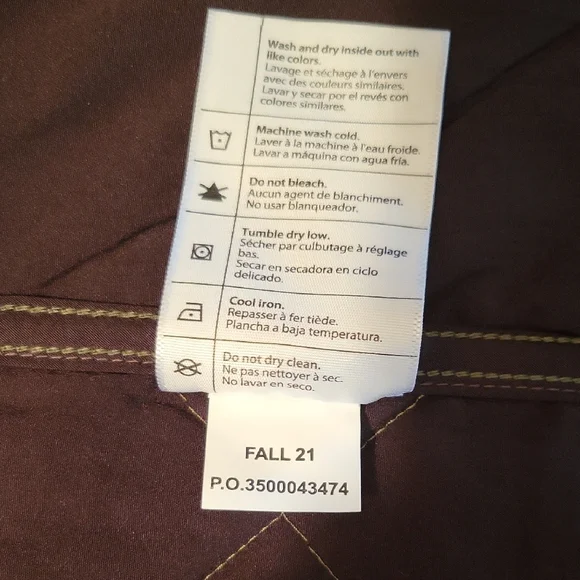 Wash and dry inside out with
like colors.
Lavage et séchage à l'envers
avec des couleurs similaires.
Lavar y secar por el revés con
colores similares.
Machine wash cold.
Laver à la machine à l'eau froide.
Lavar a máquina con agua fría.
Do not bleach.
Aucun agent de blanchiment.
No usar blanqueador.
Tumble dry low.
Sécher par culbutage à réglage
bas.
Secar en secadora en ciclo
delicado.
Cool iron.
Repasser à fer tiède.
Plancha a baja temperatura.
Do not dry clean.
Ne pas nettoyer à sec.
No lavar en seco.
FALL 21
P.O.3500043474